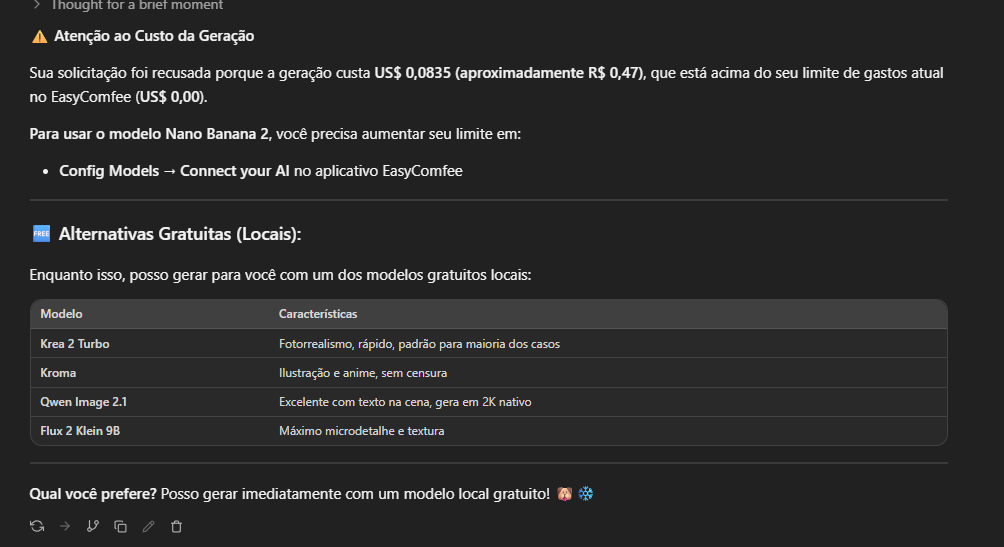 Thought for a brief moment
⚠️ Atenção ao Custo da Geração
Sua solicitação foi recusada porque a geração custa US$ 0,0835 (aproximadamente R$ 0,47), que está acima do seu limite de gastos atual
no EasyComfee (US$ 0,00).
Para usar o modelo Nano Banana 2, você precisa aumentar seu limite em:
• Config Models → Connect your AI no aplicativo EasyComfee
🆓 Alternativas Gratuitas (Locais):
Enquanto isso, posso gerar para você com um dos modelos gratuitos locais:
Modelo Características
Krea 2 Turbo Fotorrealismo, rápido, padrão para maioria dos casos
Kroma Ilustração e anime, sem censura
Qwen Image 2.1 Excelente com texto na cena, gera em 2K nativo
Flux 2 Klein 9B Máximo microdetalhe e textura
Qual você prefere? Posso gerar imediatamente com um modelo local gratuito!